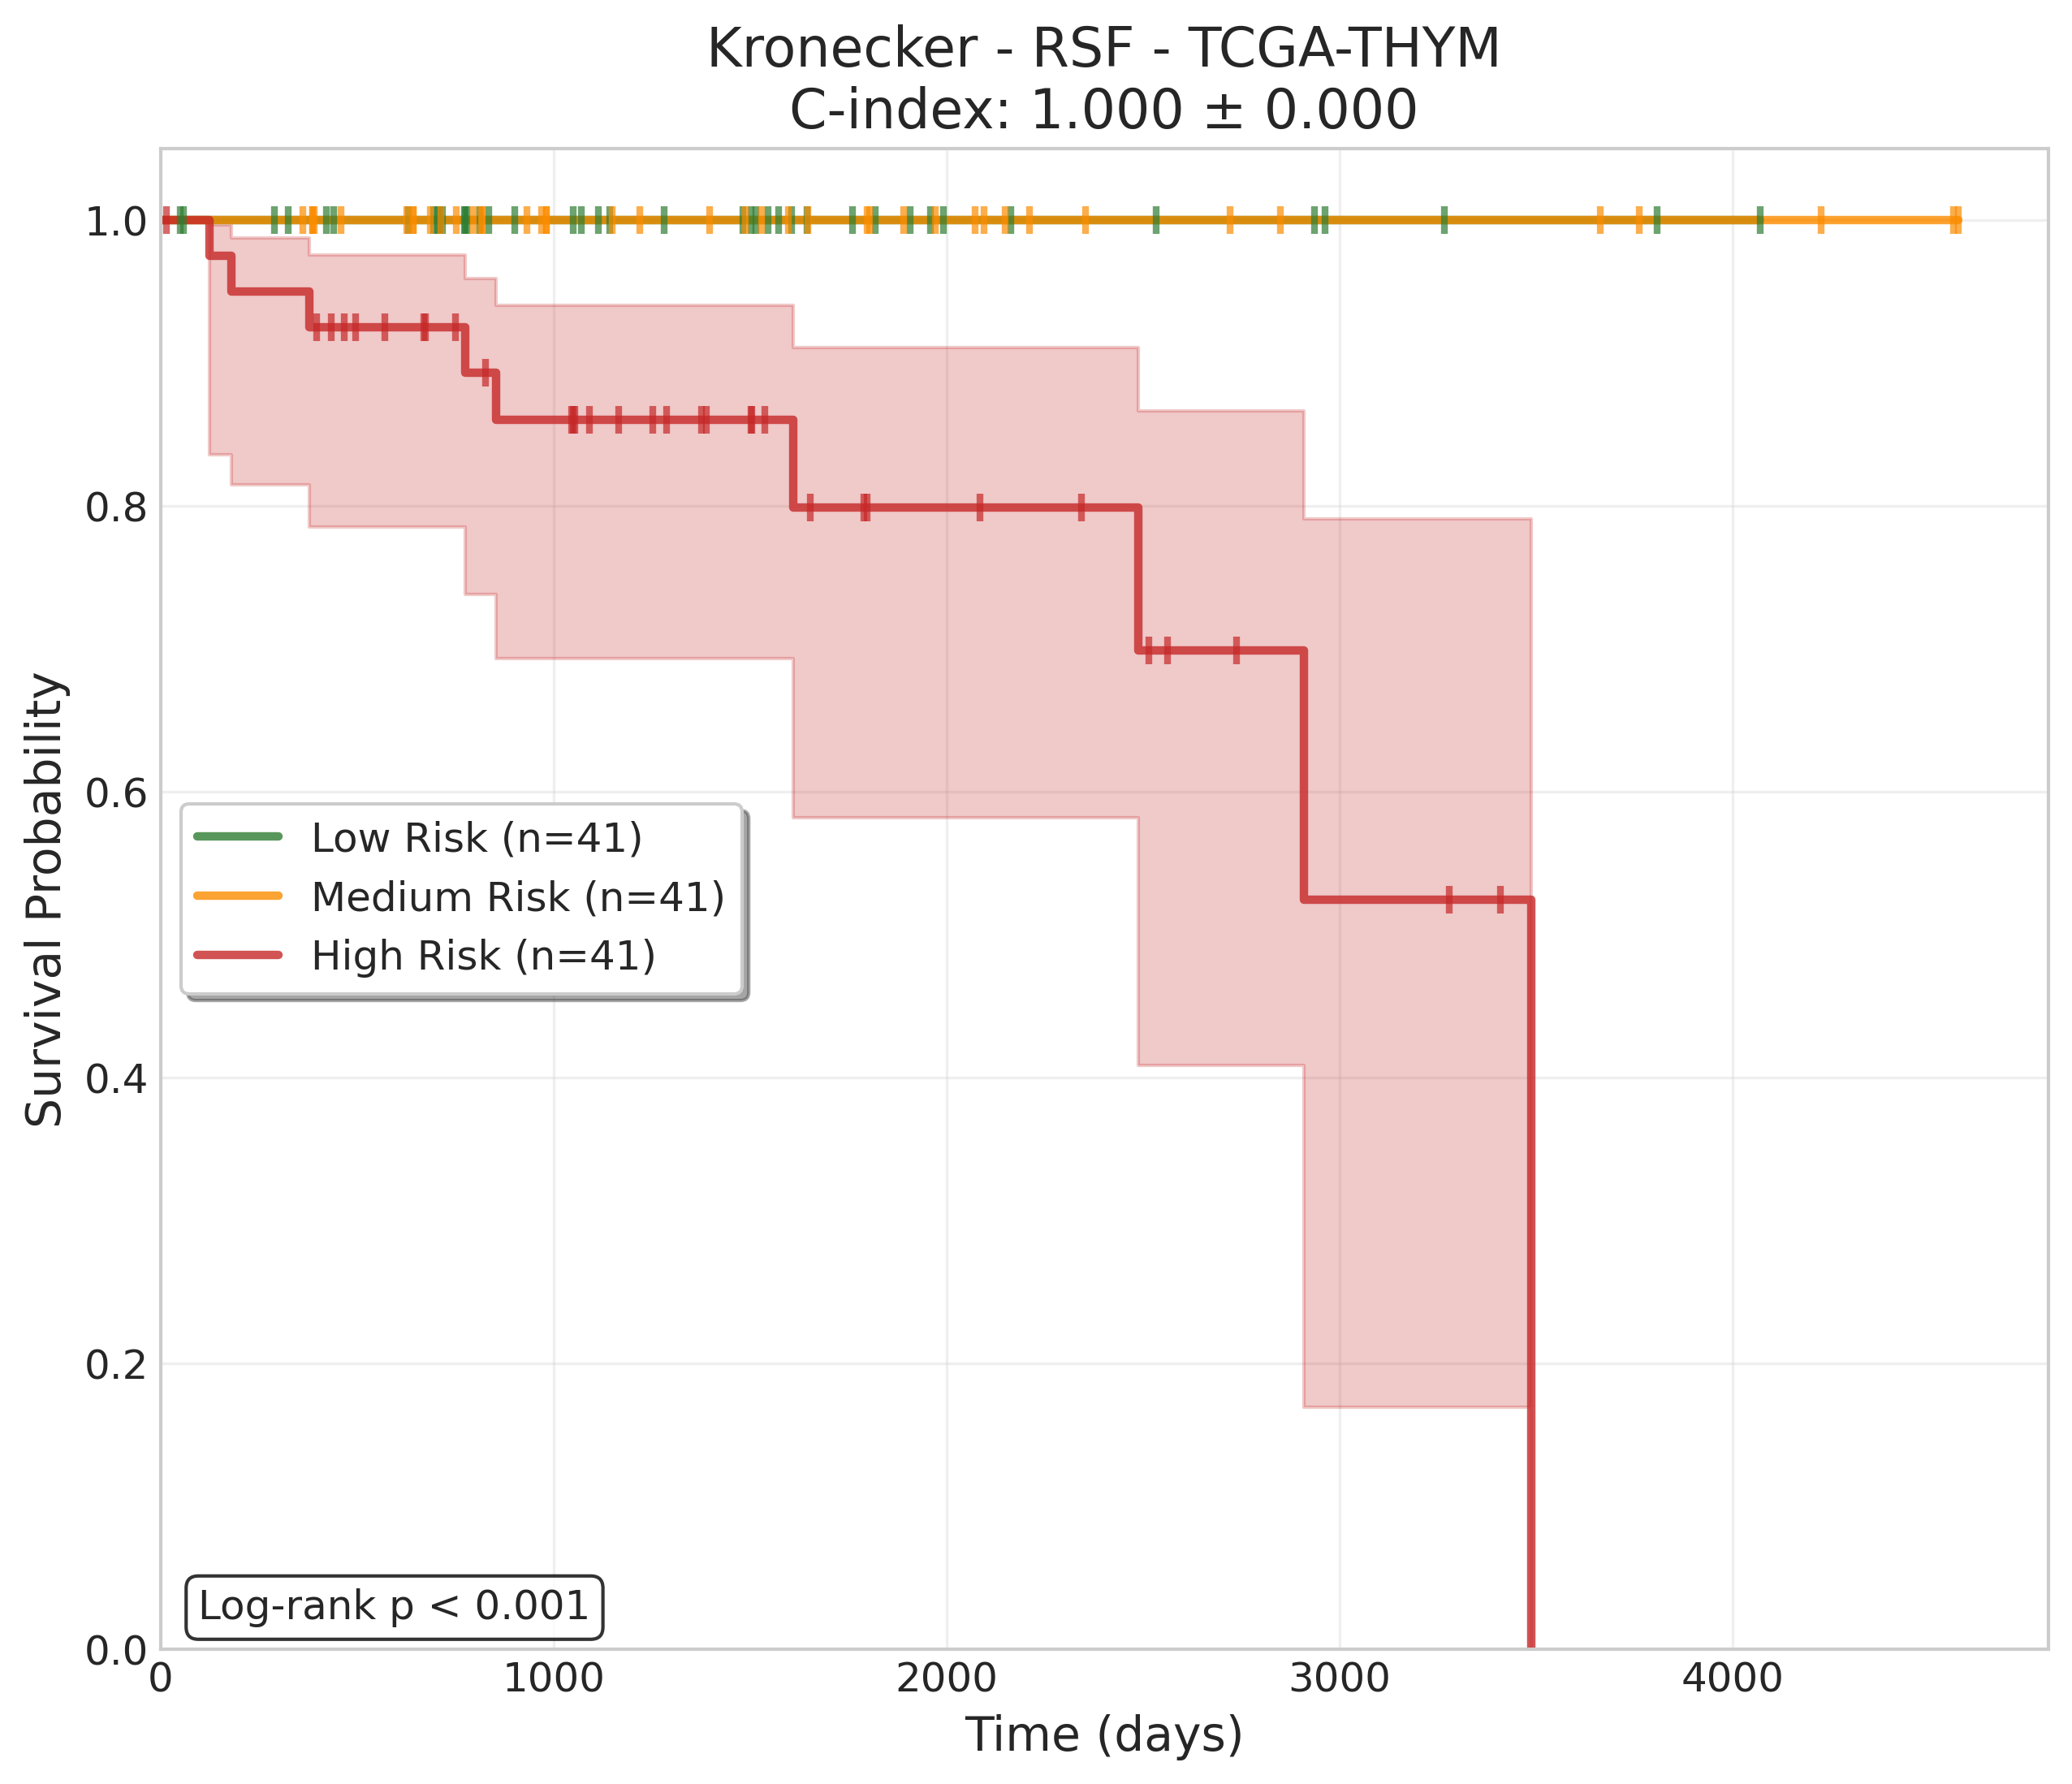 Kronecker - RSF - TCGA-THYM
C-index: 1.000 ± 0.000
Survival Probability
1.0
0.8
0.6
0.4
0.2
0.0
Low Risk (n=41)
Medium Risk (n=41)
High Risk (n=41)
Log-rank p < 0.001
0 1000 2000 3000 4000
Time (days)